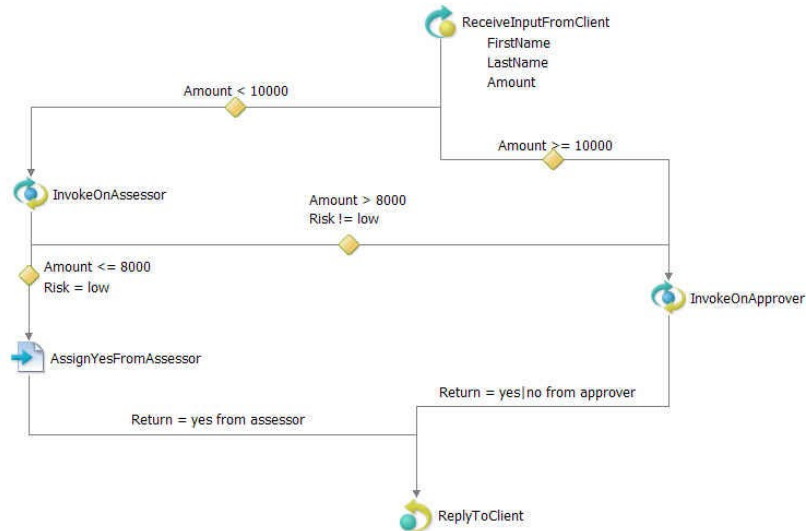 ReceiveInputFromClient
FirstName
LastName
Amount
Amount < 10000
Amount >= 10000
InvokeOnAssessor
Amount > 8000
Risk != low
Amount <= 8000
Risk = low
InvokeOnApprover
AssignYesFromAssessor
Return = yes|no from approver
Return = yes from assessor
ReplyToClient